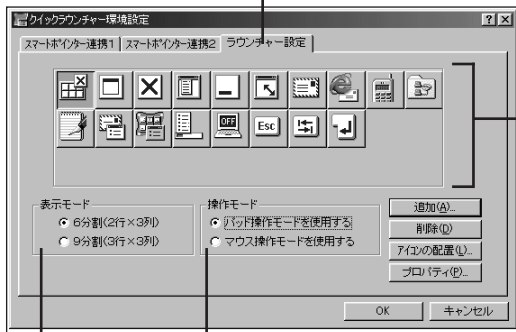 クイックラウンチャー環境設定
スマートポインター連携1 スマートポインター連携2 ラウンチャー設定
OFF Esc
表示モード
6分割(2行×3列)
9分割(3行×3列)
操作モード
パッド操作モードを使用する
マウス操作モードを使用する
追加(A)...
削除(D)
アイコンの配置(L)...
プロパティ(P)...
OK キャンセル